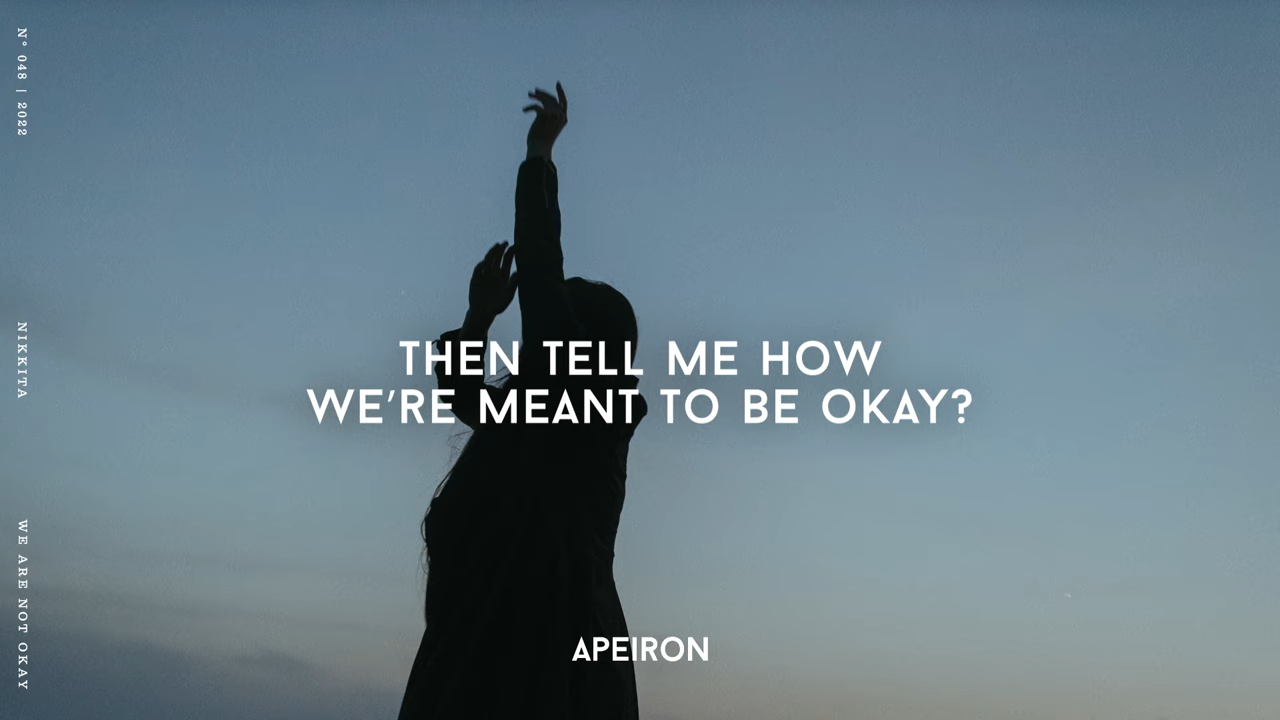 N° 048 | 2022
NIKKITA
WE ARE NOT OKAY
THEN TELL ME HOW
WE'RE MEANT TO BE OKAY?
APEIRON